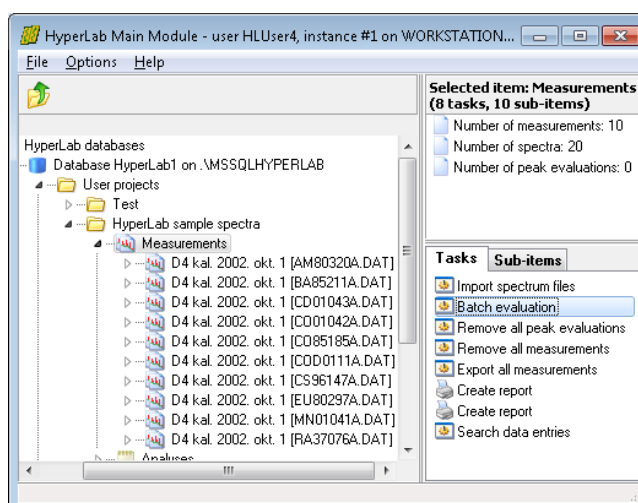 HyperLab Main Module - user HLUser4, instance #1 on WORKSTATION...
File Options Help
HyperLab databases
Database HyperLab1 on .\MSSQLHYPERLAB
User projects
Test
HyperLab sample spectra
Measurements
D4 kal. 2002. okt. 1 [AM80320A.DAT]
D4 kal. 2002. okt. 1 [BA85211A.DAT]
D4 kal. 2002. okt. 1 [CD01043A.DAT]
D4 kal. 2002. okt. 1 [CO01042A.DAT]
D4 kal. 2002. okt. 1 [CO85185A.DAT]
D4 kal. 2002. okt. 1 [COD0111A.DAT]
D4 kal. 2002. okt. 1 [CS96147A.DAT]
D4 kal. 2002. okt. 1 [EU80297A.DAT]
D4 kal. 2002. okt. 1 [MN01041A.DAT]
D4 kal. 2002. okt. 1 [RA37076A.DAT]
Analyses
Selected item: Measurements
(8 tasks, 10 sub-items)
Number of measurements: 10
Number of spectra: 20
Number of peak evaluations: 0
Tasks Sub-items
Import spectrum files
Batch evaluation
Remove all peak evaluations
Remove all measurements
Export all measurements
Create report
Create report
Search data entries